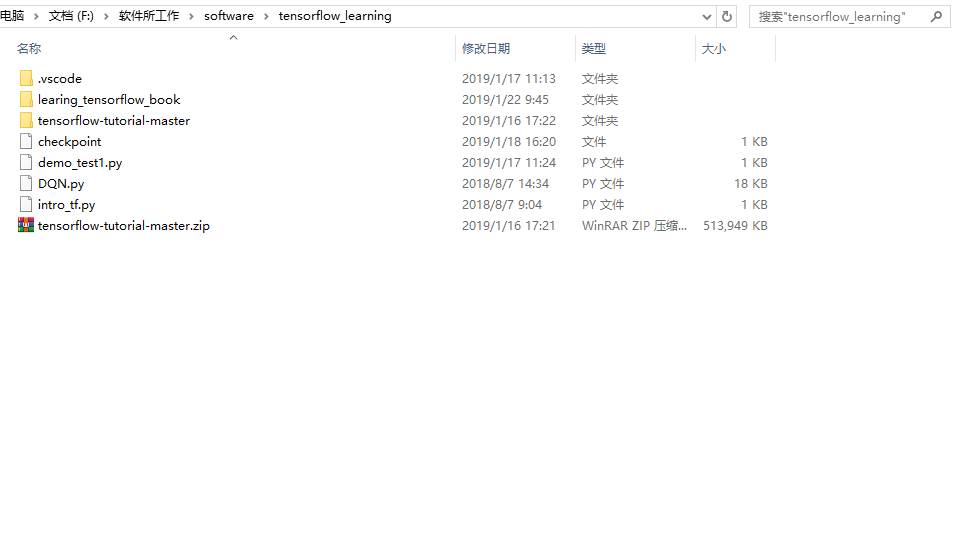 电脑 › 文档 (F:) › 软件所工作 › software › tensorflow_learning 搜索"tensorflow_learning"
名称 修改日期 类型 大小
.vscode 2019/1/17 11:13 文件夹
learing_tensorflow_book 2019/1/22 9:45 文件夹
tensorflow-tutorial-master 2019/1/16 17:22 文件夹
checkpoint 2019/1/18 16:20 文件 1 KB
demo_test1.py 2019/1/17 11:24 PY 文件 1 KB
DQN.py 2018/8/7 14:34 PY 文件 18 KB
intro_tf.py 2018/8/7 9:04 PY 文件 1 KB
tensorflow-tutorial-master.zip 2019/1/16 17:21 WinRAR ZIP 压缩... 513,949 KB